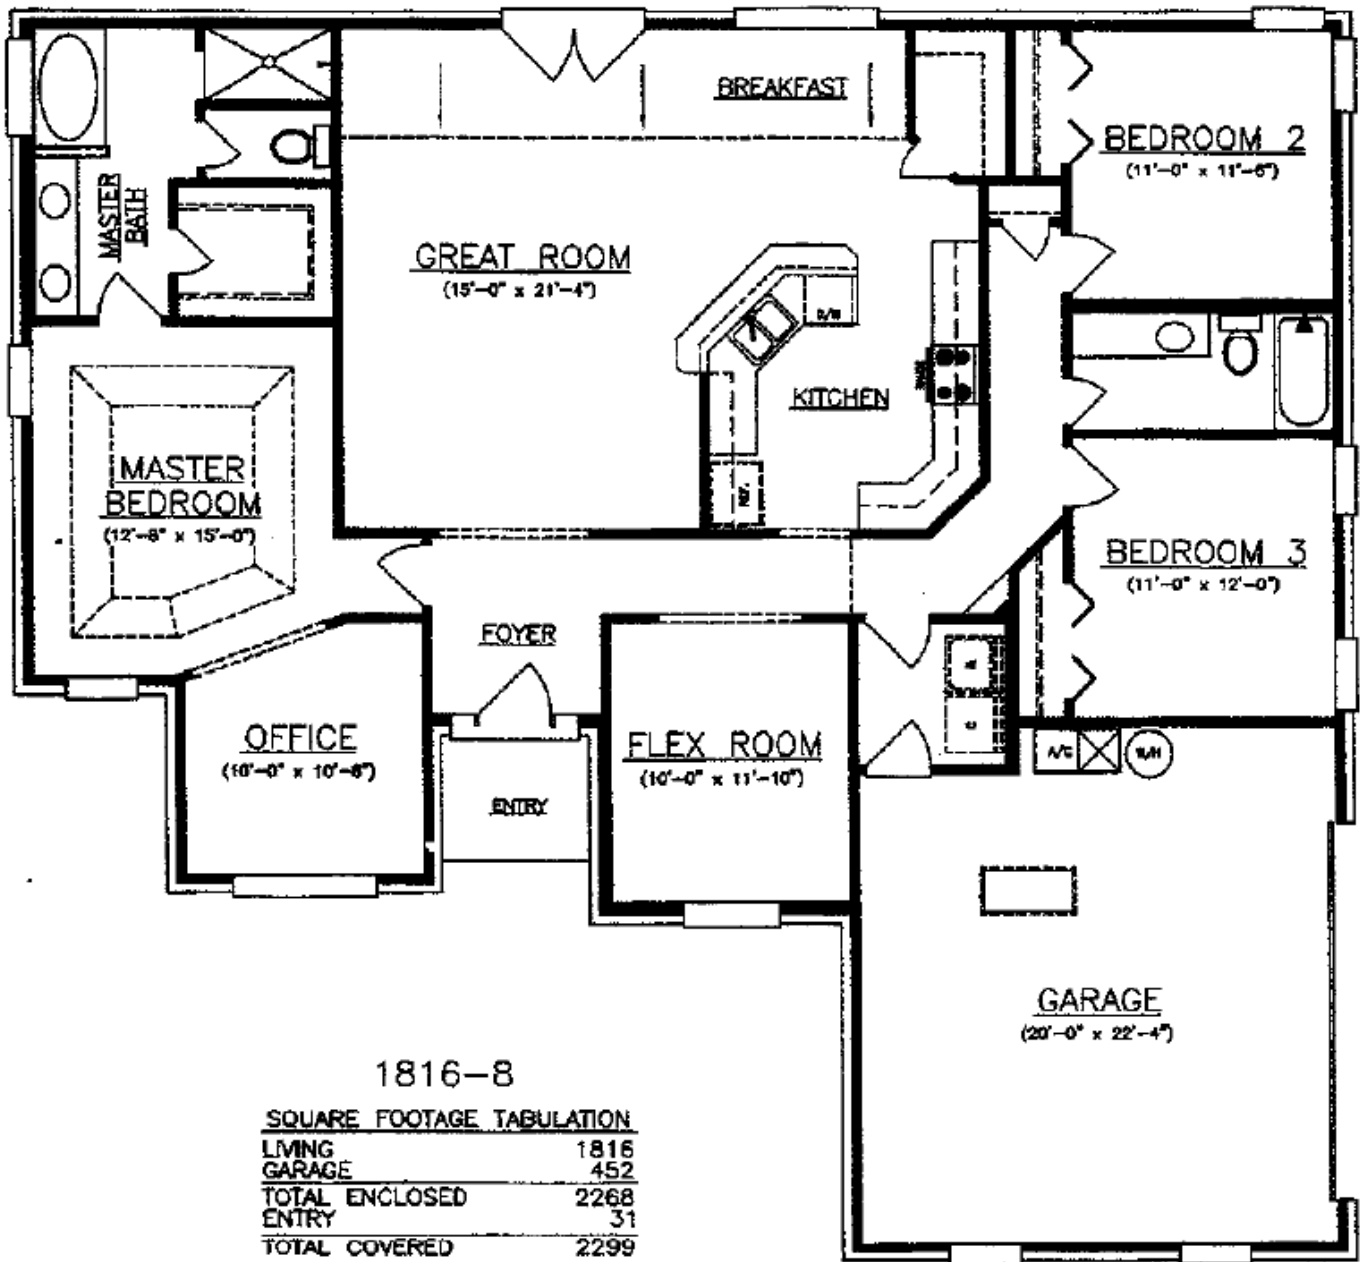 BREAKFAST
BEDROOM 2
(11'-0" x 11'-6")
MASTER
BATH
GREAT ROOM
(15'-0" x 21'-4")
D/W
KITCHEN
MASTER
BEDROOM
(12'-8" x 15'-0")
REF.
BEDROOM 3
(11'-0" x 12'-0")
FOYER
OFFICE
(10'-0" x 10'-6")
FLEX ROOM
(10'-0" x 11'-10")
A/C
W/H
ENTRY
GARAGE
(20'-0" x 22'-4")
1816-8
SQUARE FOOTAGE TABULATION
LIVING 1816
GARAGE 452
TOTAL ENCLOSED 2268
ENTRY 31
TOTAL COVERED 2299